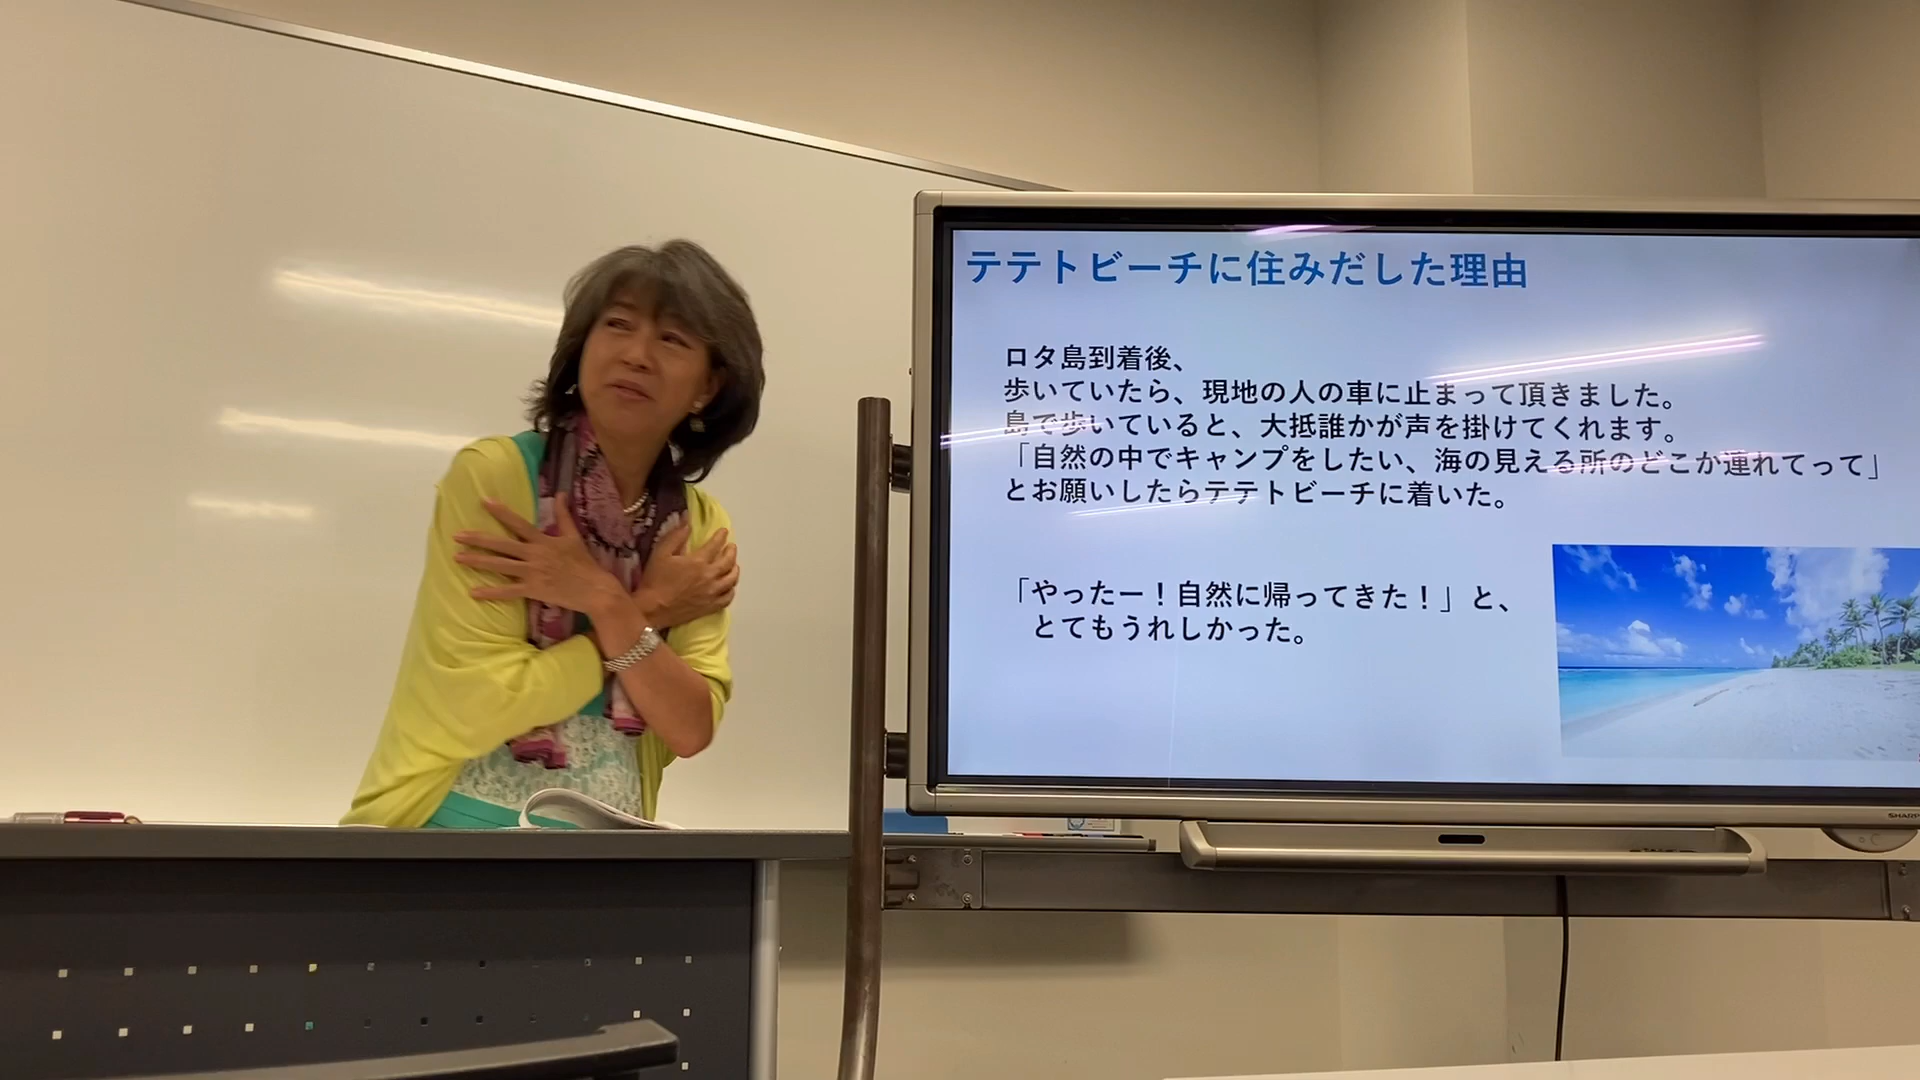 テテトビーチに住みだした理由
ロタ島到着後、
歩いていたら、現地の人の車に止まって頂きました。
島で歩いていると、大抵誰かが声を掛けてくれます。
「自然の中でキャンプをしたい、海の見える所のどこか連れてって」
とお願いしたらテテトビーチに着いた。
「やったー！自然に帰ってきた！」と、
とてもうれしかった。
SHARP